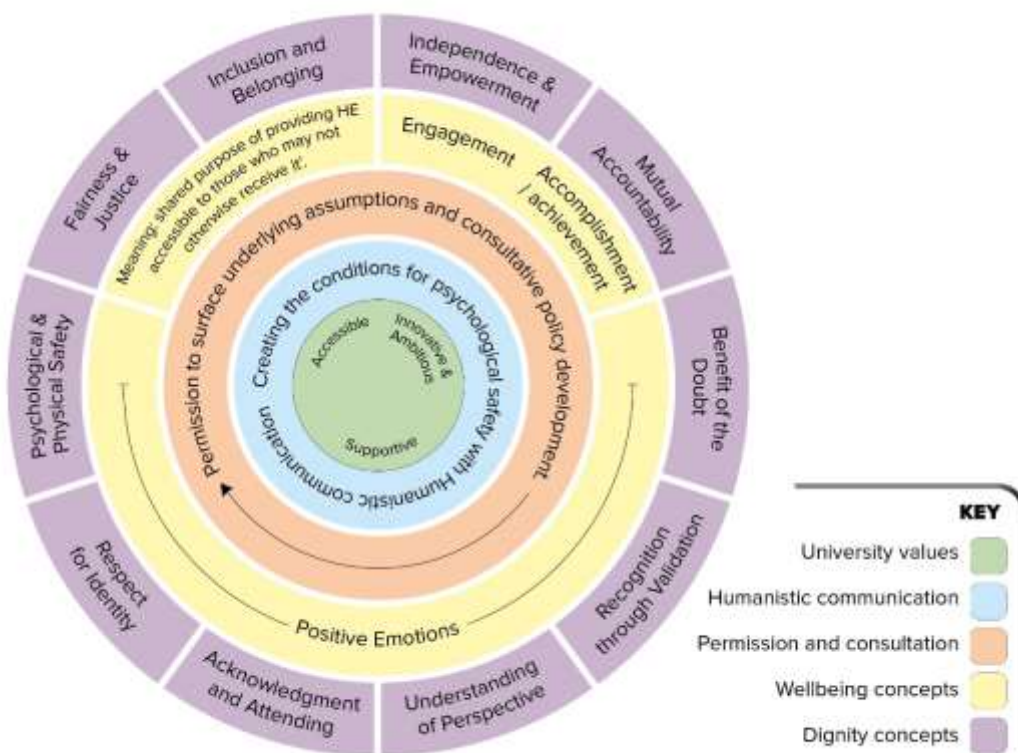 Inclusion and
Belonging
Independence &
Empowerment
Mutual
Accountability
Benefit of the
Doubt
Recognition
through Validation
Understanding
of Perspective
Acknowledgment
and Attending
Respect
for Identity
Psychological &
Physical Safety
Fairness &
Justice
Meaning: shared purpose of providing HE
accessible to those who may not
otherwise receive it'.
Engagement
Accomplishment
/ achievement
Positive Emotions
Permission to surface underlying assumptions and consultative policy development.
Creating the conditions for psychological safety with Humanistic communication
Accessible
Innovative &
Ambitious
Supportive
KEY
University values
Humanistic communication
Permission and consultation
Wellbeing concepts
Dignity concepts